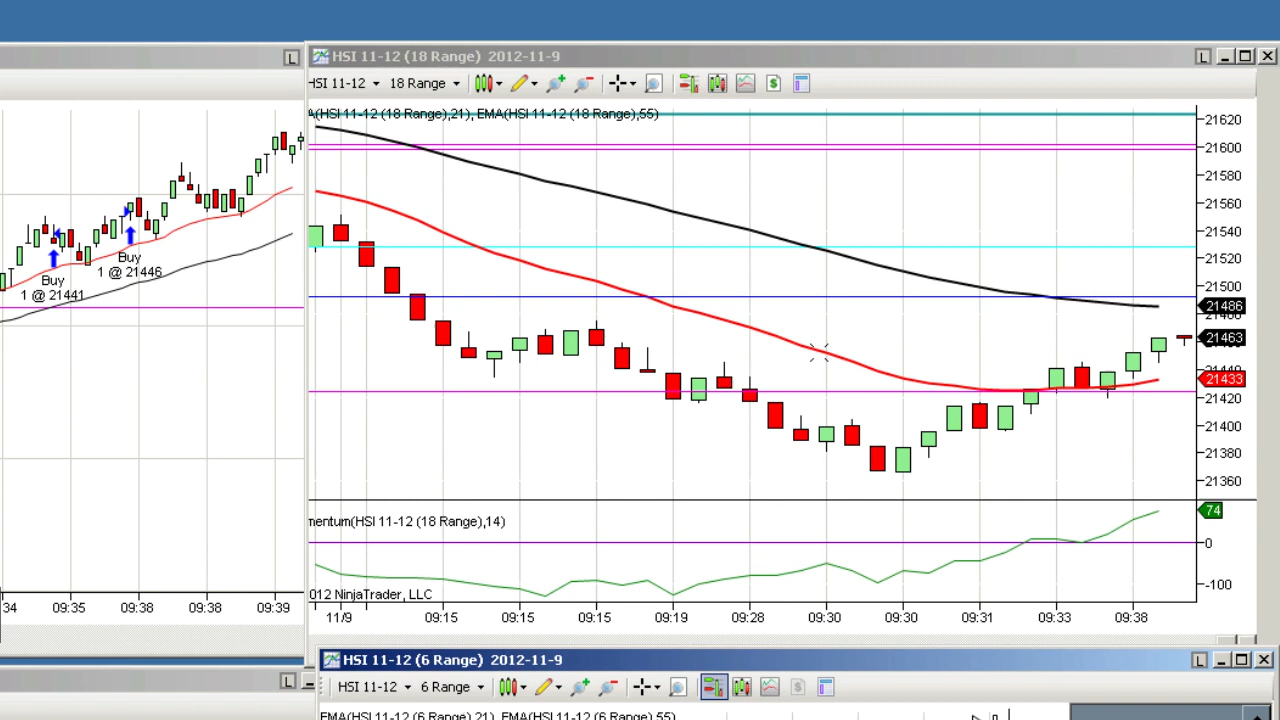 L
HSI 11-12 (18 Range) 2012-11-9
L
HSI 11-12 18 Range
$
A(HSI 11-12 (18 Range),21), EMA(HSI 11-12 (18 Range),55)
21620
21600
21580
21560
21540
21520
21500
21486
21480
21463
21440
21433
21420
21400
21380
21360
Buy
1 @ 21446
Buy
1 @ 21441
mentum(HSI 11-12 (18 Range),14)
74
0
-100
012 NinjaTrader, LLC
34 09:35 09:38 09:38 09:39
11/9 09:15 09:15 09:15 09:19 09:28 09:30 09:30 09:31 09:33 09:38
HSI 11-12 (6 Range) 2012-11-9
L
L
HSI 11-12 6 Range
$
EMA(HSI 11-12 (6 Range),21), EMA(HSI 11-12 (6 Range),55)